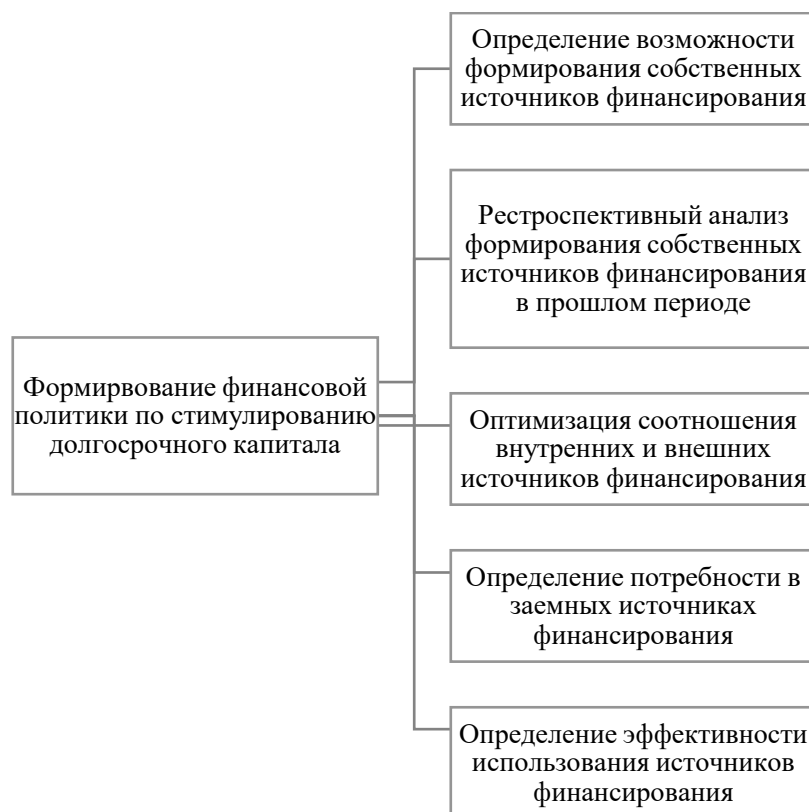 Формирвование финансовой
политики по стимулированию
долгосрочного капитала
Определение возможности
формирования собственных
источников финансирования
Рестроспективный анализ
формирования собственных
источников финансирования
в прошлом периоде
Оптимизация соотношения
внутренних и внешних
источников финансирования
Определение потребности в
заемных источниках
финансирования
Определение эффективности
использования источников
финансирования